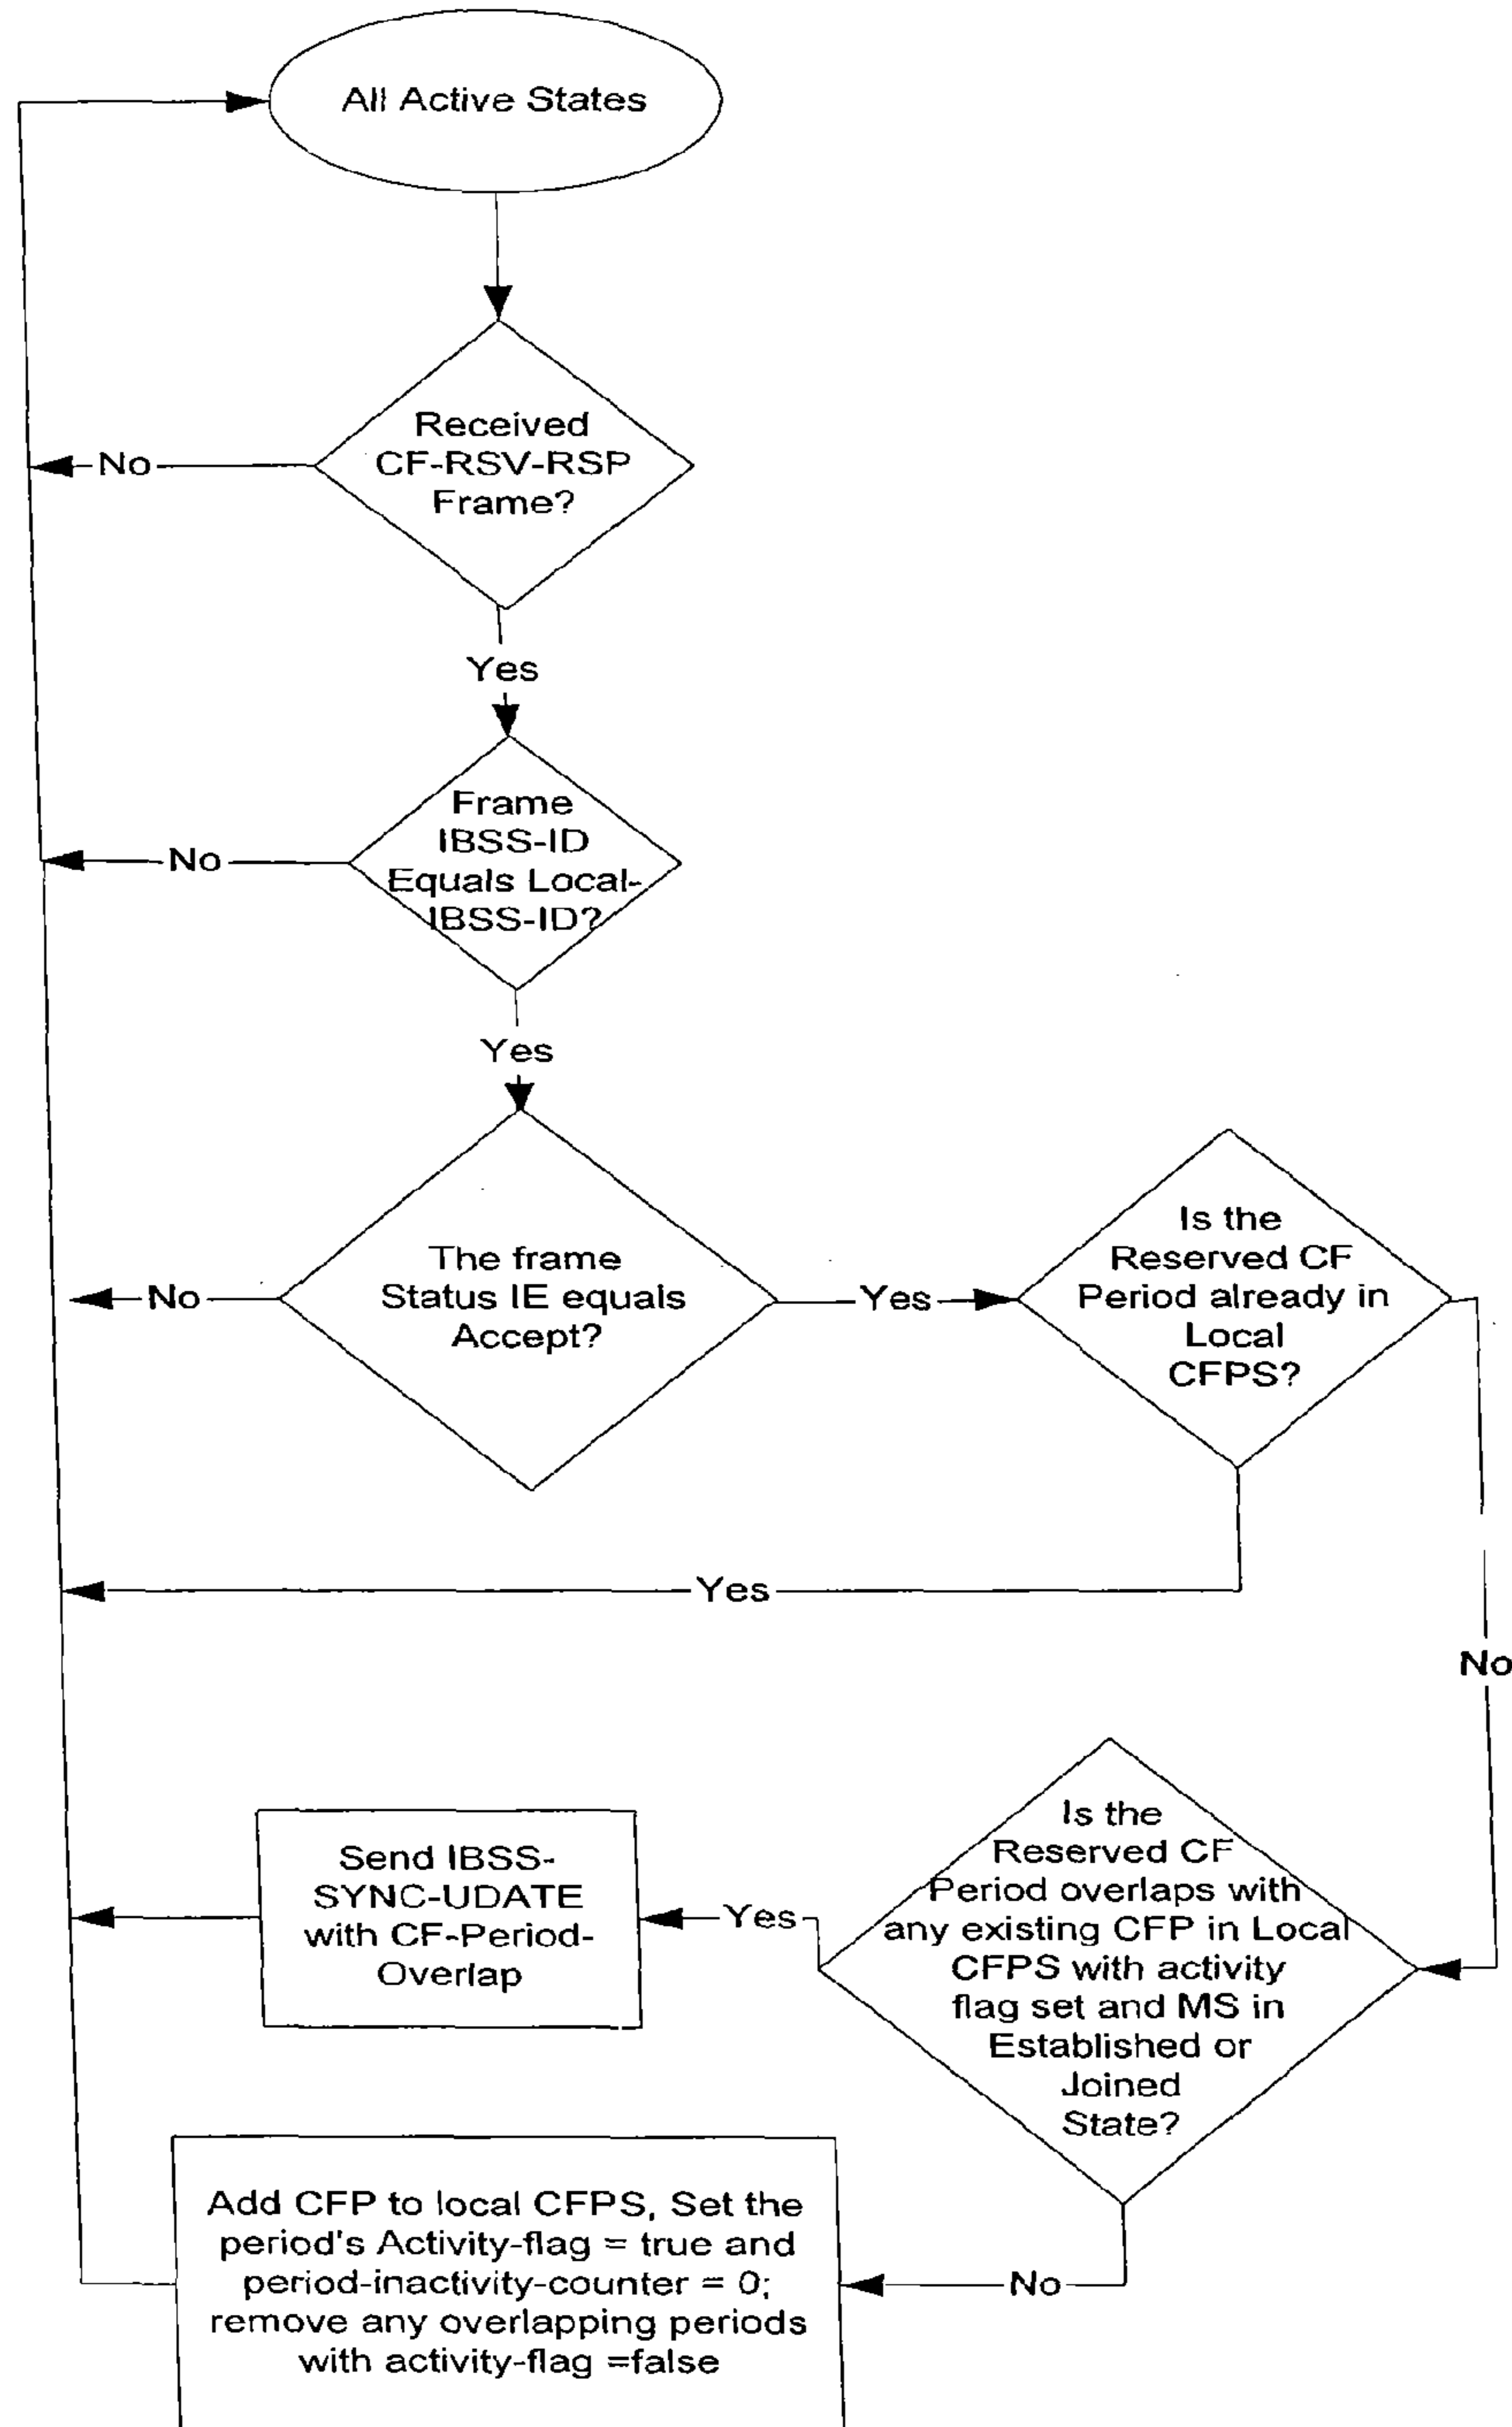 All Active States
Received
CF-RSV-RSP
Frame?
No
Yes
Frame
IBSS-ID
Equals Local-
IBSS-ID?
No
Yes
The frame
Status IE equals
Accept?
No
Yes
Is the
Reserved CF
Period already in
Local
CFPS?
Yes
No
Is the
Reserved CF
Period overlaps with
any existing CFP in Local
CFPS with activity
flag set and MS in
Established or
Joined
State?
Yes
Send IBSS-
SYNC-UDATE
with CF-Period-
Overlap
No
Add CFP to local CFPS, Set the
period's Activity-flag = true and
period-inactivity-counter = 0;
remove any overlapping periods
with activity-flag =false